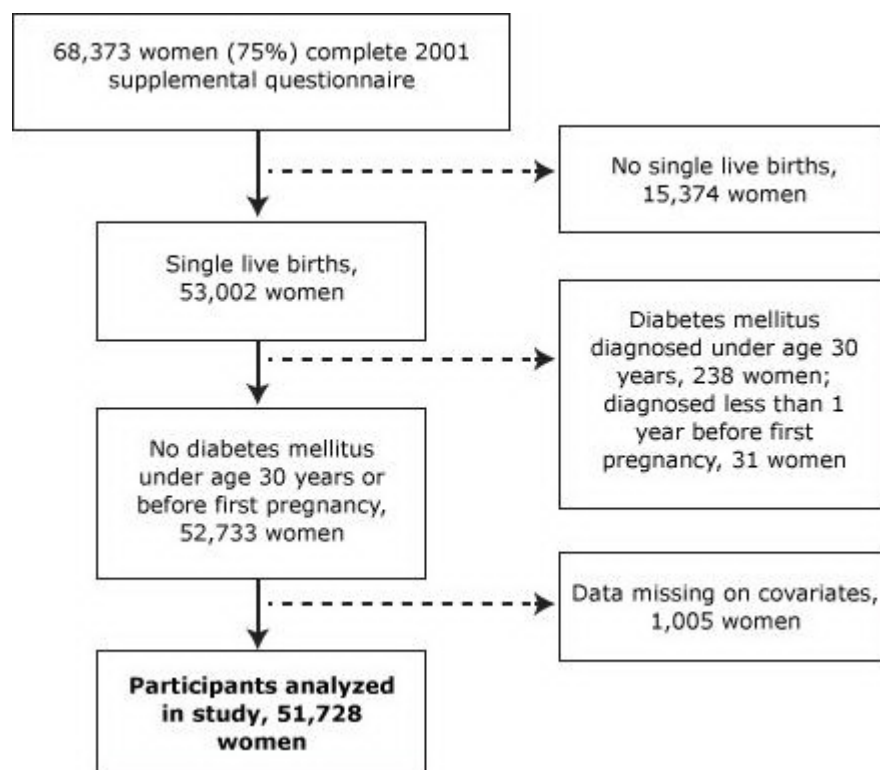 68,373 women (75%) complete 2001
supplemental questionnaire
No single live births,
15,374 women
Single live births,
53,002 women
Diabetes mellitus
diagnosed under age 30
years, 238 women;
diagnosed less than 1
year before first
pregnancy, 31 women
No diabetes mellitus
under age 30 years or
before first pregnancy,
52,733 women
Data missing on covariates,
1,005 women
Participants analyzed
in study, 51,728
women